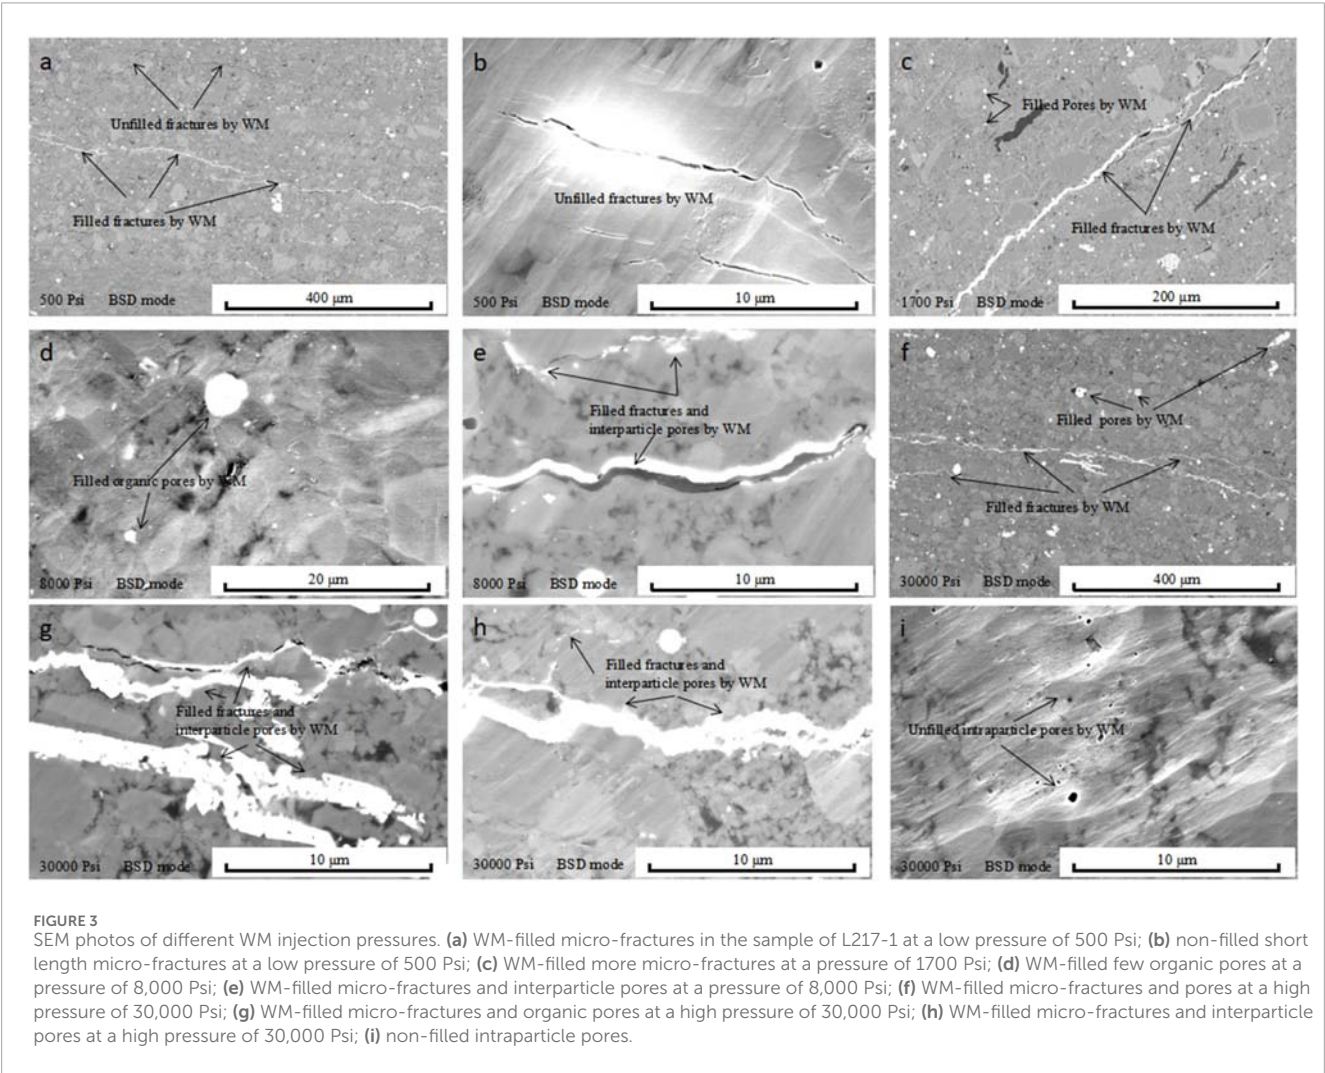 a
Unfilled fractures by WM
Filled fractures by WM
500 Psi BSD mode
400 μm
b
Unfilled fractures by WM
500 Psi BSD mode
10 μm
c
Filled Pores by WM
Filled fractures by WM
1700 Psi BSD mode
200 μm
d
Filled organic pores by WM
8000 Psi BSD mode
20 μm
e
Filled fractures and
interparticle pores by WM
8000 Psi BSD mode
10 μm
f
Filled pores by WM
Filled fractures by WM
30000 Psi BSD mode
400 μm
g
Filled fractures and
interparticle pores by WM
30000 Psi BSD mode
10 μm
h
Filled fractures and
interparticle pores by WM
30000 Psi BSD mode
10 μm
i
Unfilled intraparticle pores by WM
30000 Psi BSD mode
10 μm
FIGURE 3
SEM photos of different WM injection pressures. (a) WM-filled micro-fractures in the sample of L217-1 at a low pressure of 500 Psi; (b) non-filled short
length micro-fractures at a low pressure of 500 Psi; (c) WM-filled more micro-fractures at a pressure of 1700 Psi; (d) WM-filled few organic pores at a
pressure of 8,000 Psi; (e) WM-filled micro-fractures and interparticle pores at a pressure of 8,000 Psi; (f) WM-filled micro-fractures and pores at a high
pressure of 30,000 Psi; (g) WM-filled micro-fractures and organic pores at a high pressure of 30,000 Psi; (h) WM-filled micro-fractures and interparticle
pores at a high pressure of 30,000 Psi; (i) non-filled intraparticle pores.